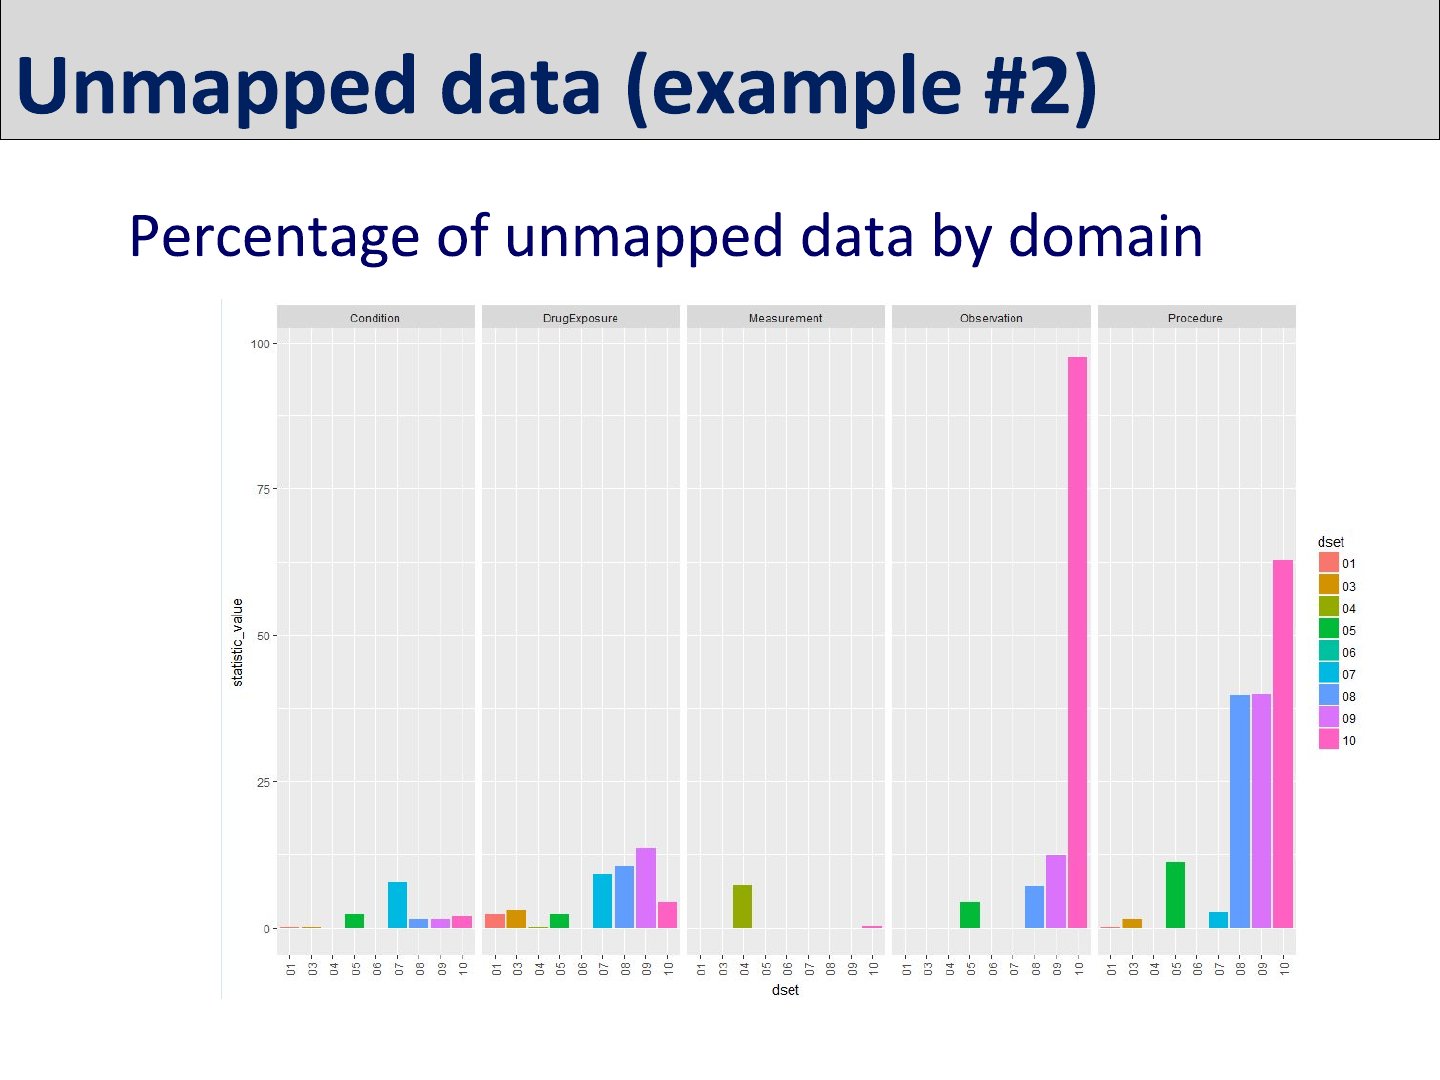 Unmapped data (example #2)
Percentage of unmapped data by domain
Condition DrugExposure Measurement Observation Procedure
100
75
50
25
0
statistic_value
01 03 04 05 06 07 08 09 10 01 03 04 05 06 07 08 09 10 01 03 04 05 06 07 08 09 10 01 03 04 05 06 07 08 09 10 01 03 04 05 06 07 08 09 10
dset
dset
01
03
04
05
06
07
08
09
10